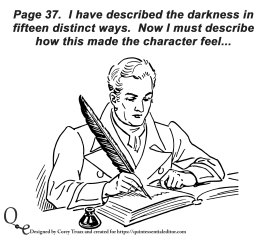 Page 37.  I have described the darkness in
fifteen distinct ways.  Now I must describe
how this made the character feel...
Q
e Designed by Corey Truax and created for https://quintessentialeditor.com